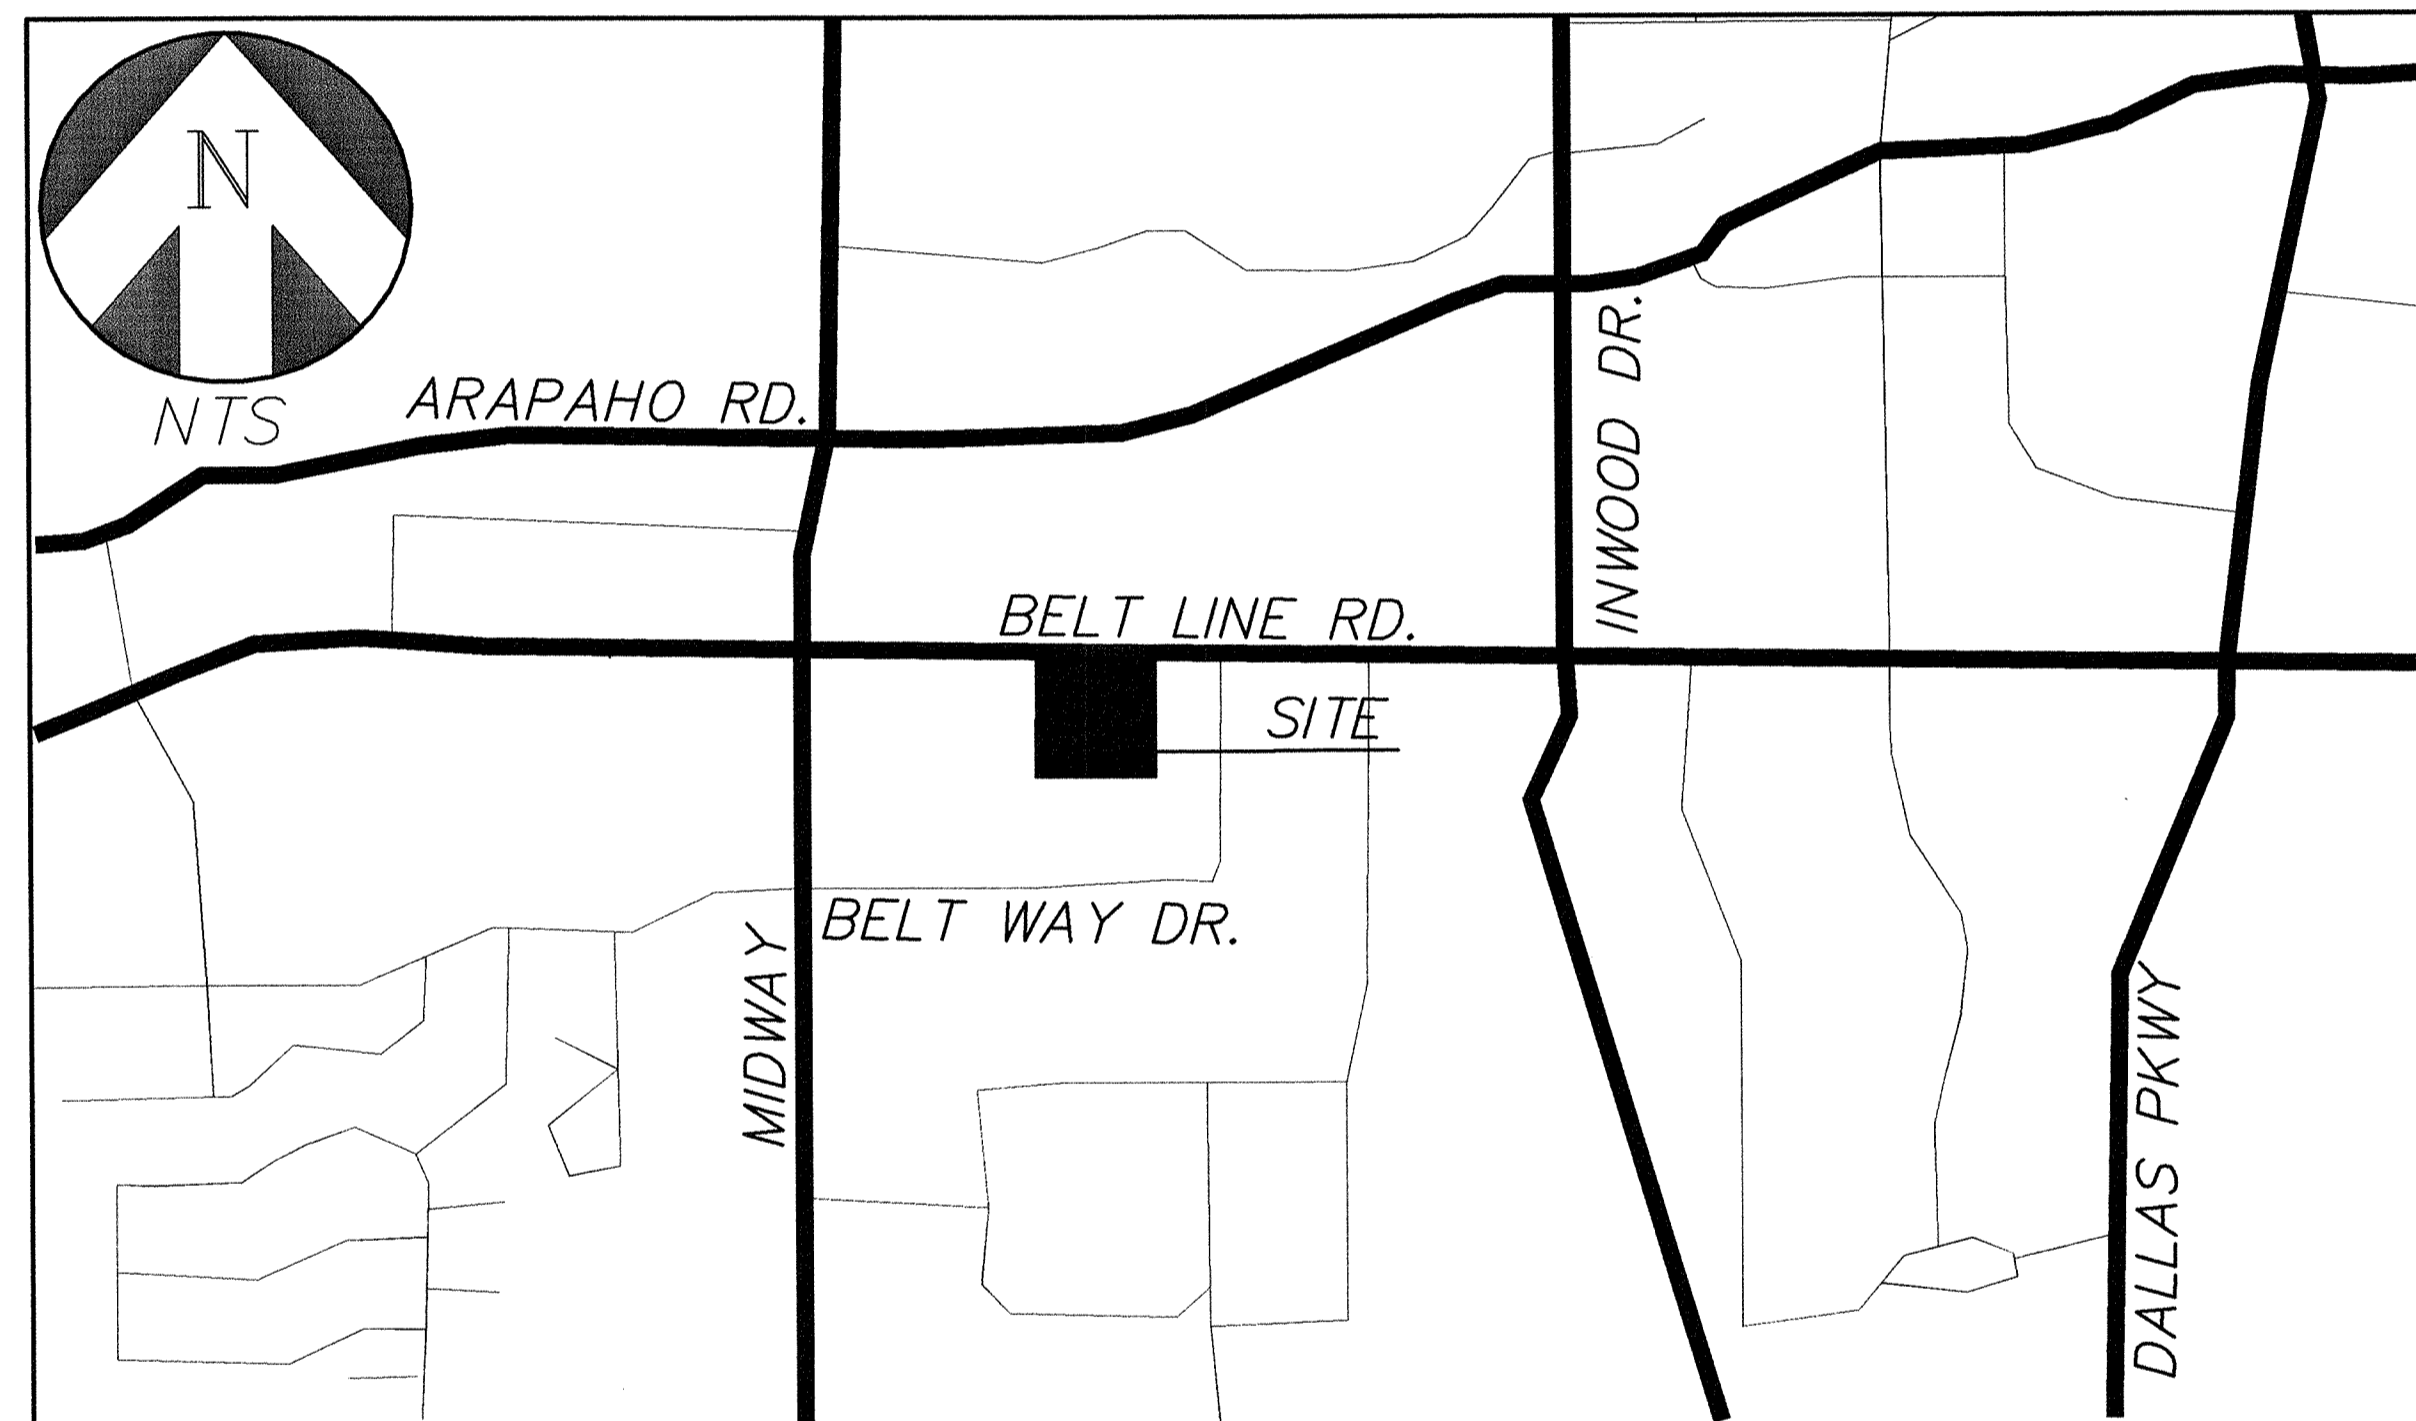 N
NTS
ARAPAHO RD.
INWOOD DR.
BELT LINE RD.
SITE
BELT WAY DR.
MIDWAY
DALLAS PKWY